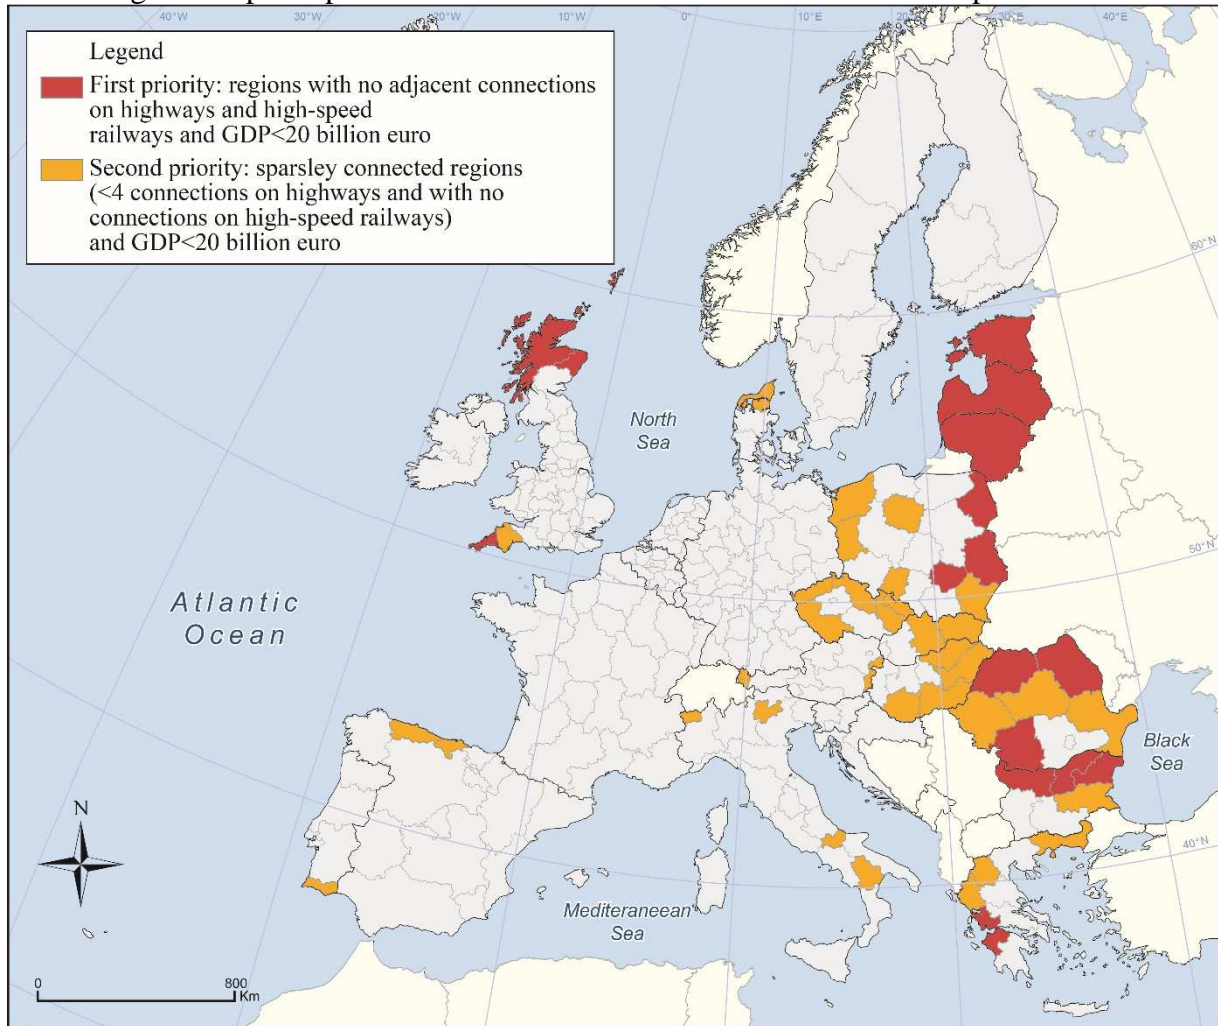 40°W
20°W
10°W
0°
10°E
20°E
30°E
40°E
Legend
First priority: regions with no adjacent connections
on highways and high-speed
railways and GDP<20 billion euro
Second priority: sparsley connected regions
(<4 connections on highways and with no
connections on high-speed railways)
and GDP<20 billion euro
60°N
North
Sea
50°N
Atlantic
Ocean
Black
Sea
N
40°N
Mediteraneean
Sea
0
800
Km